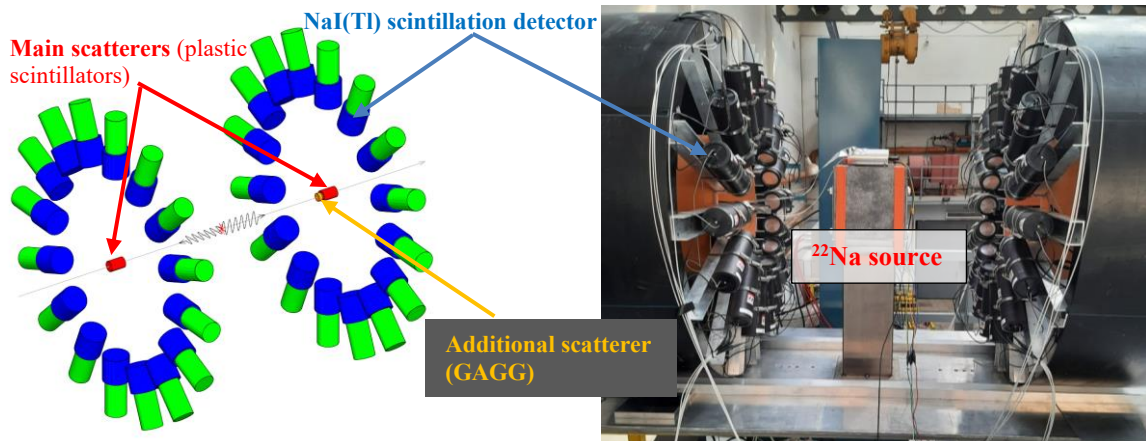 NaI(Tl) scintillation detector
Main scatterers (plastic
scintillators)
²²Na source
Additional scatterer
(GAGG)